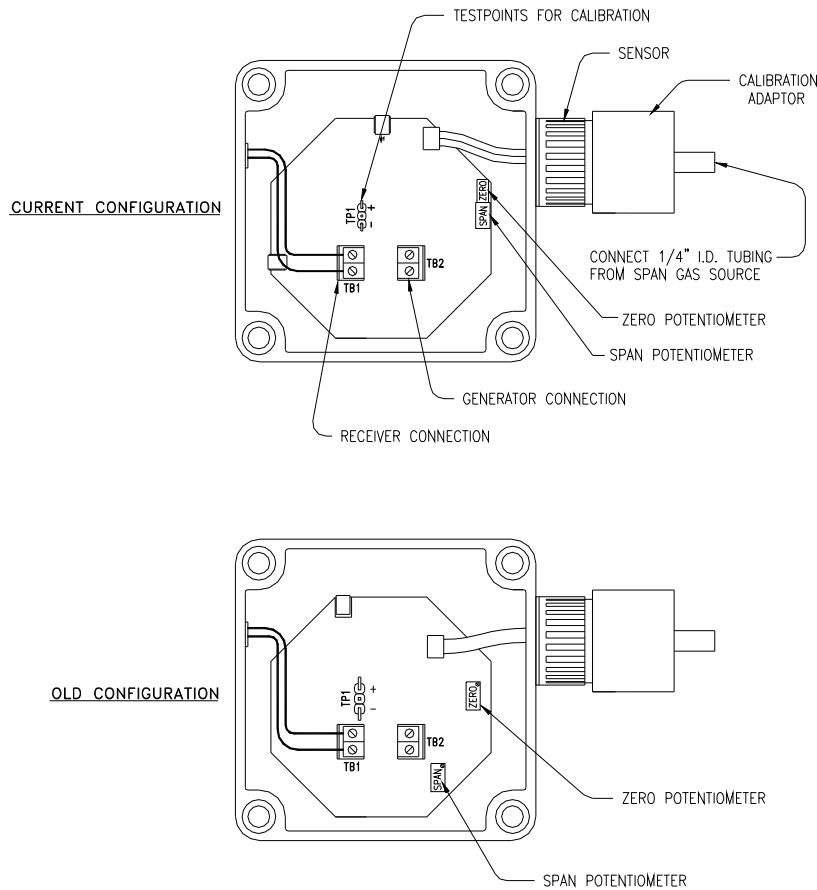 TESTPOINTS FOR CALIBRATION
SENSOR
CALIBRATION
ADAPTOR
CURRENT CONFIGURATION
TP1
+
-
ZERO
SPAN
TB1
TB2
CONNECT 1/4" I.D. TUBING
FROM SPAN GAS SOURCE
ZERO POTENTIOMETER
SPAN POTENTIOMETER
GENERATOR CONNECTION
RECEIVER CONNECTION
OLD CONFIGURATION
TP1
+
-
ZERO
TB1
TB2
SPAN
ZERO POTENTIOMETER
SPAN POTENTIOMETER